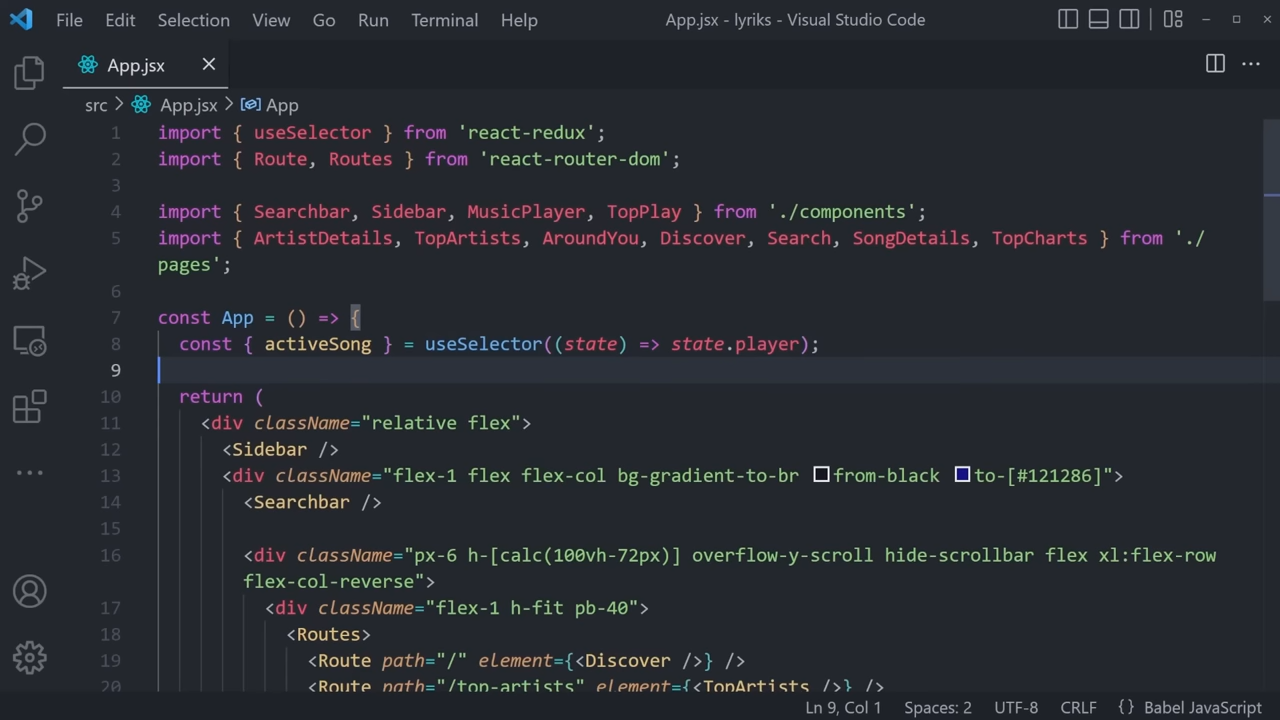 File Edit Selection View Go Run Terminal Help App.jsx - lyriks - Visual Studio Code
App.jsx
src > App.jsx > App
1 import { useSelector } from 'react-redux';
2 import { Route, Routes } from 'react-router-dom';
3
4 import { Searchbar, Sidebar, MusicPlayer, TopPlay } from './components';
5 import { ArtistDetails, TopArtists, AroundYou, Discover, Search, SongDetails, TopCharts } from './
pages';
6
7 const App = () => {
8 const { activeSong } = useSelector((state) => state.player);
9
10 return (
11 <div className="relative flex">
12 <Sidebar />
13 <div className="flex-1 flex flex-col bg-gradient-to-br from-black to-[#121286]">
14 <Searchbar />
15
16 <div className="px-6 h-[calc(100vh-72px)] overflow-y-scroll hide-scrollbar flex xl:flex-row
flex-col-reverse">
17 <div className="flex-1 h-fit pb-40">
18 <Routes>
19 <Route path="/" element={<Discover />} />
20 <Route path="/top-artists" element={<TopArtists />} />
Ln 9, Col 1 Spaces: 2 UTF-8 CRLF {} Babel JavaScript